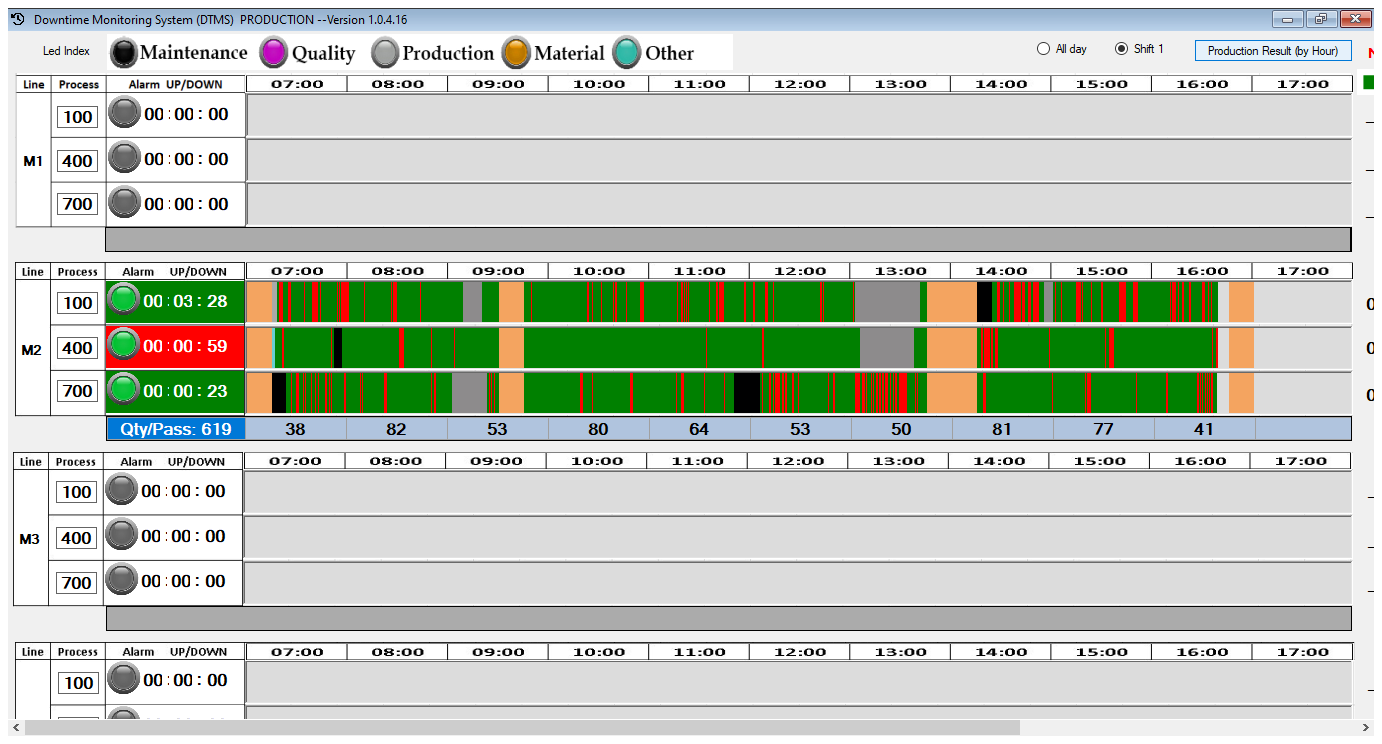 Downtime Monitoring System (DTMS) PRODUCTION --Version 1.0.4.16
Led Index Maintenance Quality Production Material Other All day Shift 1 Production Result (by Hour)
Line Process Alarm UP/DOWN 07:00 08:00 09:00 10:00 11:00 12:00 13:00 14:00 15:00 16:00 17:00
100 00:00:00
M1 400 00:00:00
700 00:00:00
Line Process Alarm UP/DOWN 07:00 08:00 09:00 10:00 11:00 12:00 13:00 14:00 15:00 16:00 17:00
100 00:03:28
M2 400 00:00:59
700 00:00:23
Qty/Pass: 619 38 82 53 80 64 53 50 81 77 41
Line Process Alarm UP/DOWN 07:00 08:00 09:00 10:00 11:00 12:00 13:00 14:00 15:00 16:00 17:00
100 00:00:00
M3 400 00:00:00
700 00:00:00
Line Process Alarm UP/DOWN 07:00 08:00 09:00 10:00 11:00 12:00 13:00 14:00 15:00 16:00 17:00
100 00:00:00